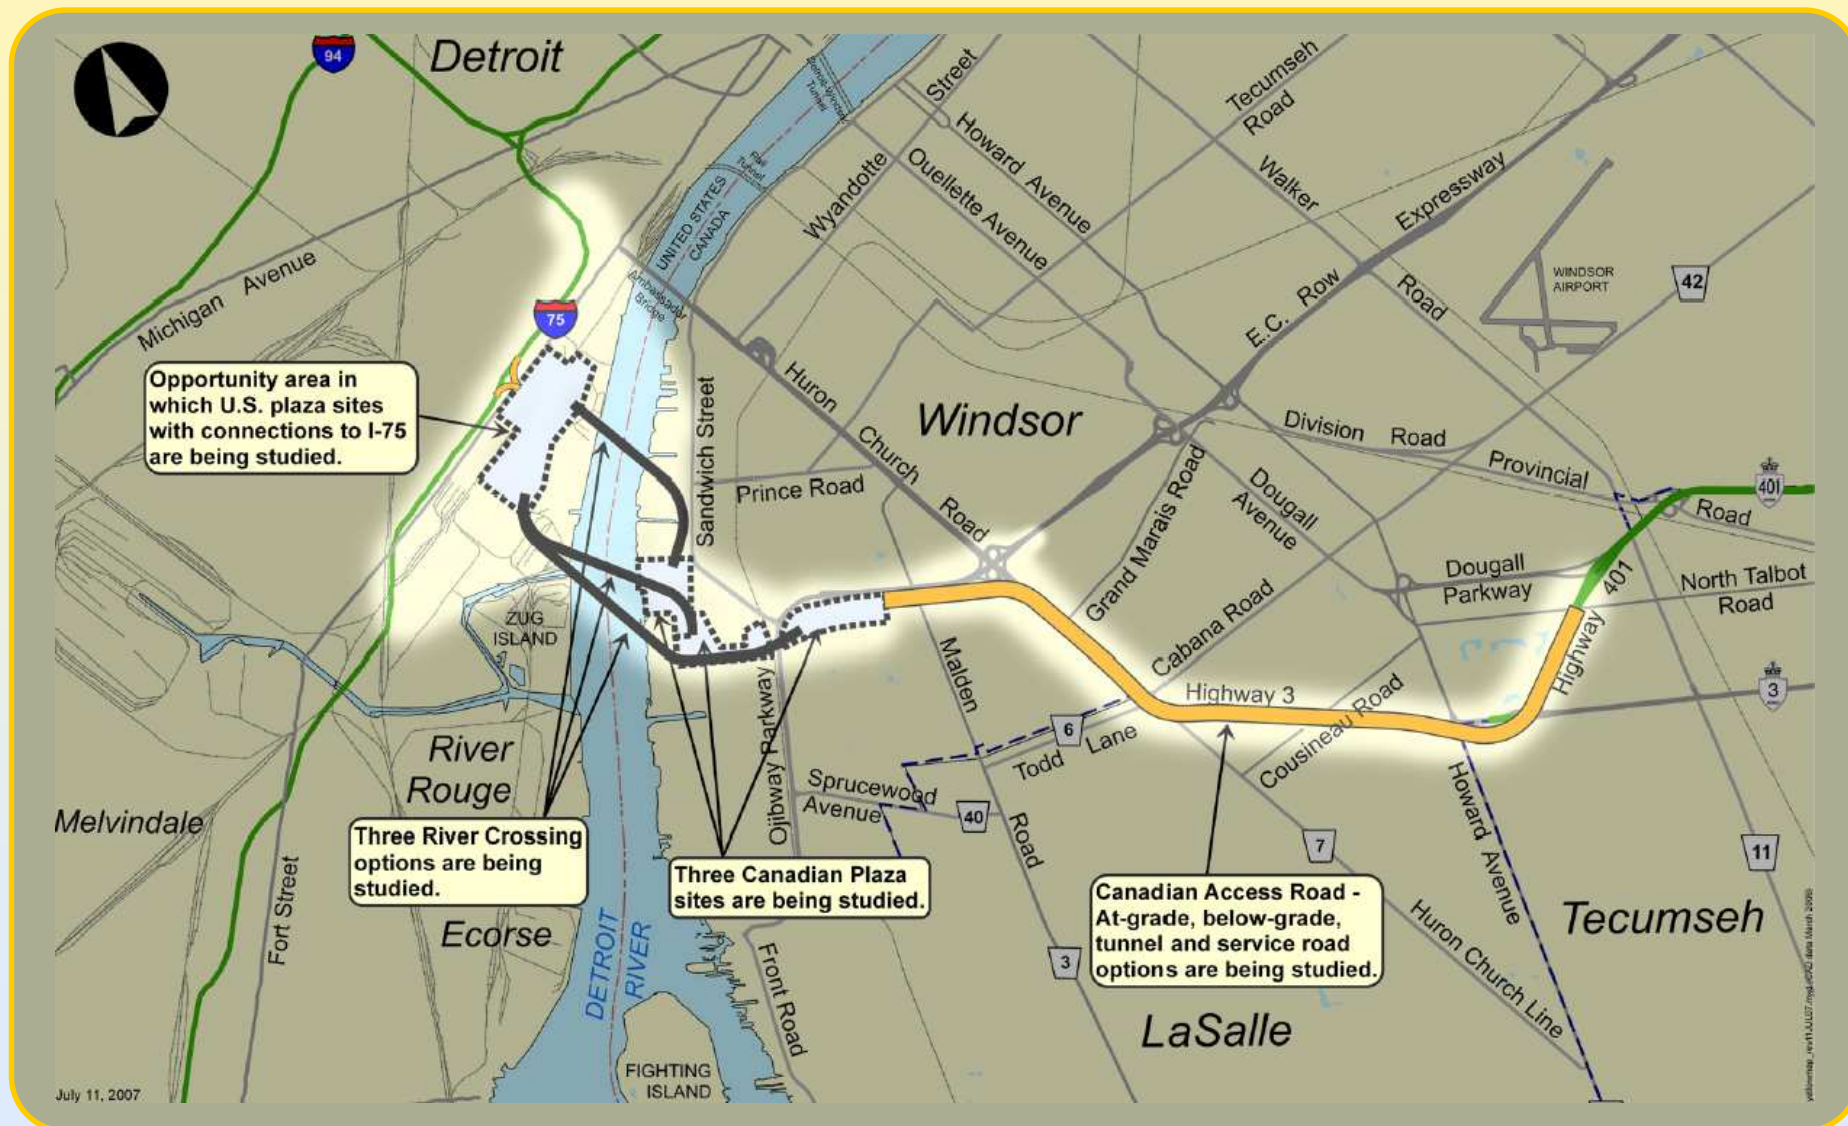 94
Detroit
Street
Tecumseh
Road
Detroit-Windsor
Tunnel
Howard Avenue
Wyandotte
Ouellette Avenue
Rail
Tunnel
Walker
Road
E.C. Row Expressway
UNITED STATES
CANADA
WINDSOR
AIRPORT
42
Michigan Avenue
Ambassador
Bridge
75
Opportunity area in
which U.S. plaza sites
with connections to I-75
are being studied.
Huron
Church
Road
Windsor
Sandwich Street
Prince Road
Division Road
Provincial
Road
401
Grand Marais Road
Dougall
Avenue
Dougall
Parkway
Highway 401
North Talbot
Road
ZUG
ISLAND
Cabana Road
Malden
Road
Highway 3
3
Cousineau Road
6
Todd Lane
River
Rouge
Ojibway Parkway
Sprucewood
Avenue
40
Melvindale
Three River Crossing
options are being
studied.
Three Canadian Plaza
sites are being studied.
7
11
Howard Avenue
Canadian Access Road -
At-grade, below-grade,
tunnel and service road
options are being studied.
Huron Church Line
Tecumseh
Fort Street
Ecorse
DETROIT
RIVER
Front Road
3
LaSalle
FIGHTING
ISLAND
July 11, 2007